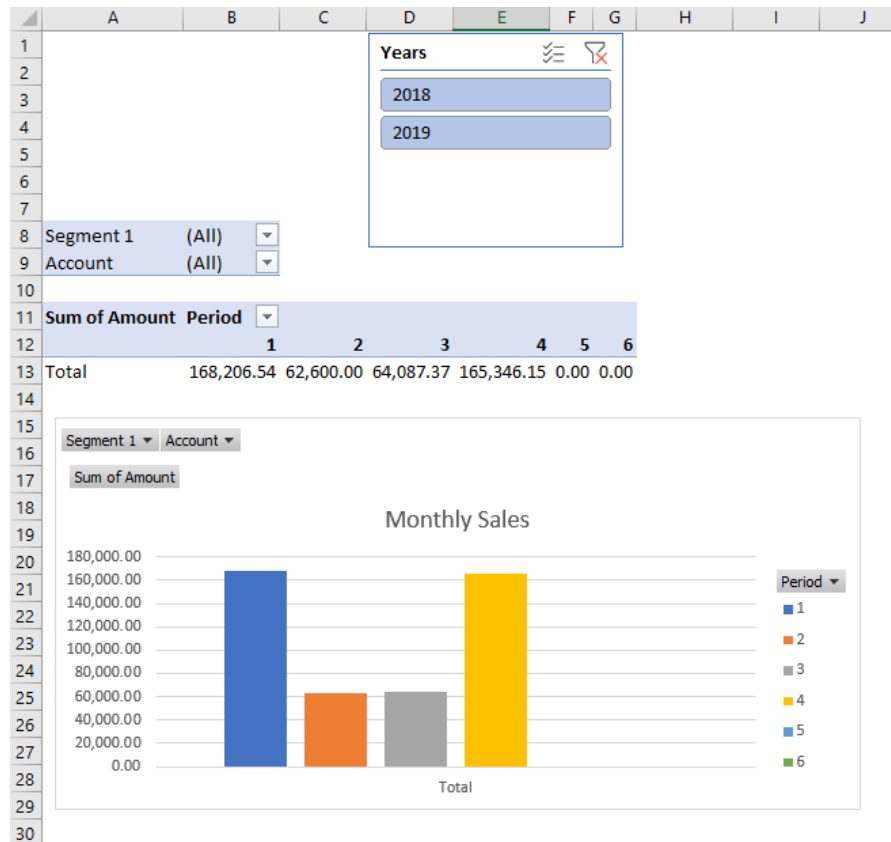 A B C D E F G H I J
1 Years
2
3 2018
4 2019
5
6
7
8 Segment 1 (All)
9 Account (All)
10
11 Sum of Amount Period
12 1 2 3 4 5 6
13 Total 168,206.54 62,600.00 64,087.37 165,346.15 0.00 0.00
14
15
16 Segment 1 Account
17 Sum of Amount
18
19 Monthly Sales
20 180,000.00
21 160,000.00 Period
22 140,000.00 1
23 120,000.00 2
24 100,000.00 3
80,000.00
25 60,000.00 4
26 40,000.00 5
27 20,000.00 6
28 0.00
Total
29
30